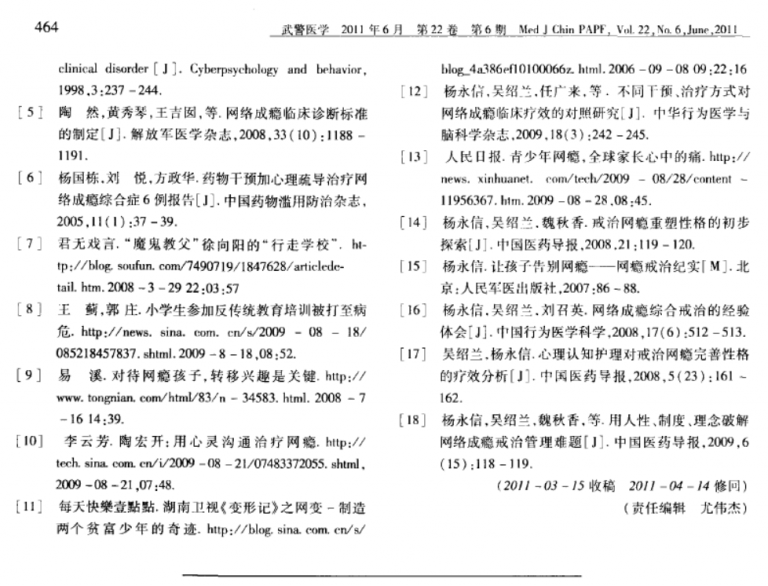 464
武警医学 2011年6月 第22卷 第6期 Med J Chin PAPF, Vol.22,No.6,June,2011
clinical disorder[J]. Cyberpsychology and behavior,
1998,3:237-244.
[5] 陶 然,黄秀琴,王吉囡,等.网络成瘾临床诊断标准
的制定[J].解放军医学杂志,2008,33(10):1188-
1191.
[6] 杨国栋,刘 悦,方政华.药物干预加心理疏导治疗网
络成瘾综合症6例报告[J].中国药物滥用防治杂志,
2005,11(1):37-39.
[7] 君无戏言.“魔鬼教父”徐向阳的“行走学校”. ht-
tp://blog.soufun.com/7490719/1847628/articlede-
tail.htm.2008-3-29 22:03:57
[8] 王 蓟,郭 庄.小学生参加反传统教育培训被打至病
危. http://news.sina.com.cn/s/2009-08-18/
085218457837.shtml.2009-8-18,08:52.
[9] 易 溪.对待网瘾孩子,转移兴趣是关键. http://
www.tongnian.com/html/83/n-34583.html. 2008-7
-16 14:39.
[10] 李云芳.陶宏开:用心灵沟通治疗网瘾. http://
tech.sina.com.cn/i/2009-08-21/07483372055.shtml,
2009-08-21,07:48.
[11] 每天快樂壹點點.湖南卫视《变形记》之网变-制造
两个贫富少年的奇迹. http://blog.sina.com.cn/s/
blog_4a386ef10100066z.html.2006-09-08 09:22:16
[12] 杨永信,吴绍兰,任广来,等.不同干预、治疗方式对
网络成瘾临床疗效的对照研究[J].中华行为医学与
脑科学杂志,2009,18(3):242-245.
[13] 人民日报.青少年网瘾,全球家长心中的痛. http://
news.xinhuanet.com/tech/2009-08/28/content-
11956367.htm.2009-08-28,08:45.
[14] 杨永信,吴绍兰,魏秋香.戒治网瘾重塑性格的初步
探索[J].中国医药导报,2008,21:119-120.
[15] 杨永信.让孩子告别网瘾——网瘾戒治纪实[M].北
京:人民军医出版社,2007:86-88.
[16] 杨永信,吴绍兰,刘召英.网络成瘾综合戒治的经验
体会[J].中国行为医学科学,2008,17(6):512-513.
[17] 吴绍兰,杨永信.心理认知护理对戒治网瘾完善性格
的疗效分析[J].中国医药导报,2008,5(23):161-
162.
[18] 杨永信,吴绍兰,魏秋香,等.用人性、制度、理念破解
网络成瘾戒治管理难题[J].中国医药导报,2009,6
(15):118-119.
(2011-03-15收稿 2011-04-14修回)
(责任编辑 尤伟杰)